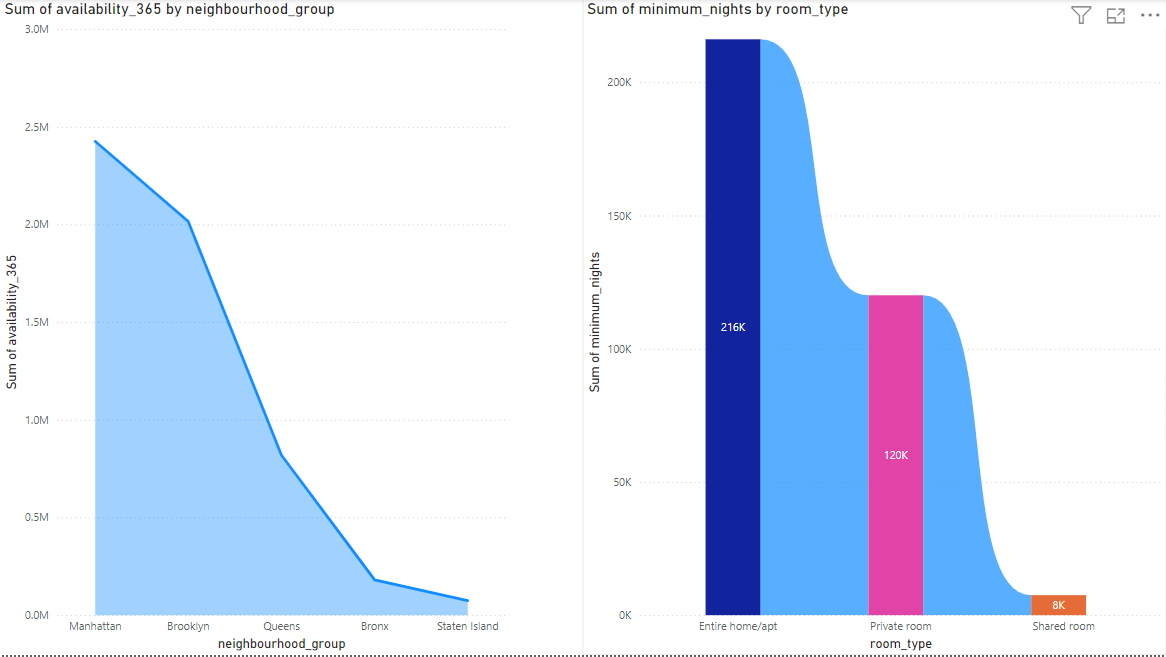 Sum of availability_365 by neighbourhood_group
3.0M
2.5M
2.0M
1.5M
1.0M
0.5M
0.0M
Sum of availability_365
Manhattan
Brooklyn
Queens
Bronx
Staten Island
neighbourhood_group
Sum of minimum_nights by room_type
200K
150K
100K
50K
0K
Sum of minimum_nights
216K
120K
8K
Entire home/apt
Private room
Shared room
room_type